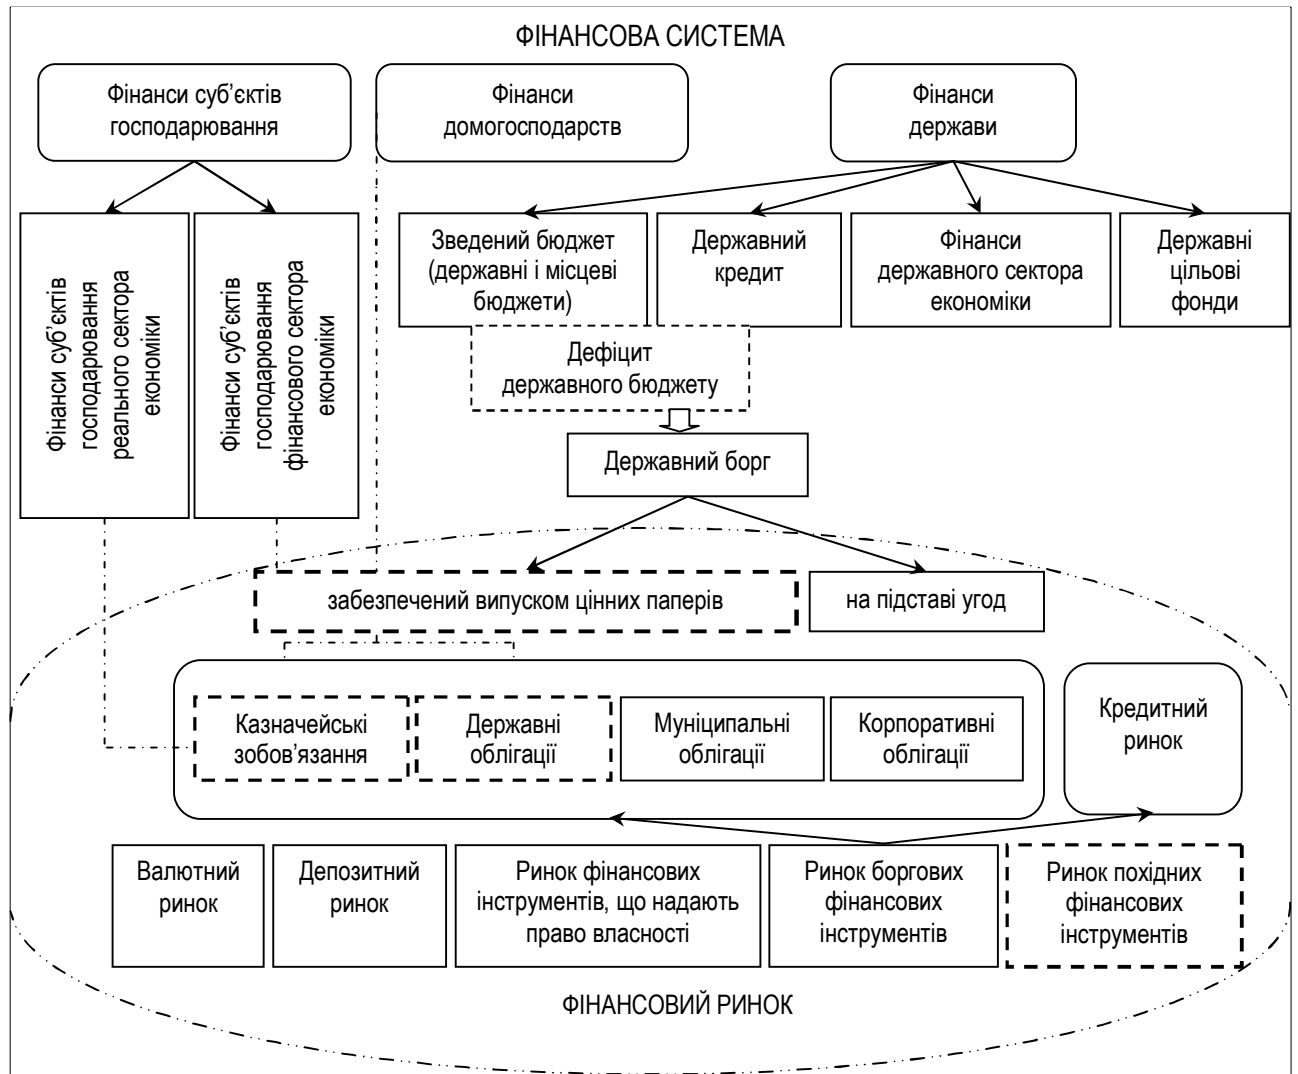 ФІНАНСОВА СИСТЕМА
Фінанси суб’єктів
господарювання
Фінанси
домогосподарств
Фінанси
держави
Фінанси суб’єктів
господарювання
реального сектора
економіки
Фінанси суб’єктів
господарювання
фінансового сектора
економіки
Зведений бюджет
(державні і місцеві
бюджети)
Державний
кредит
Фінанси
державного сектора
економіки
Державні
цільові
фонди
Дефіцит
державного бюджету
Державний борг
забезпечений випуском цінних паперів
на підставі угод
Казначейські
зобов’язання
Державні
облігації
Муніципальні
облігації
Корпоративні
облігації
Кредитний
ринок
Валютний
ринок
Депозитний
ринок
Ринок фінансових
інструментів, що надають
право власності
Ринок боргових
фінансових
інструментів
Ринок похідних
фінансових
інструментів
ФІНАНСОВИЙ РИНОК